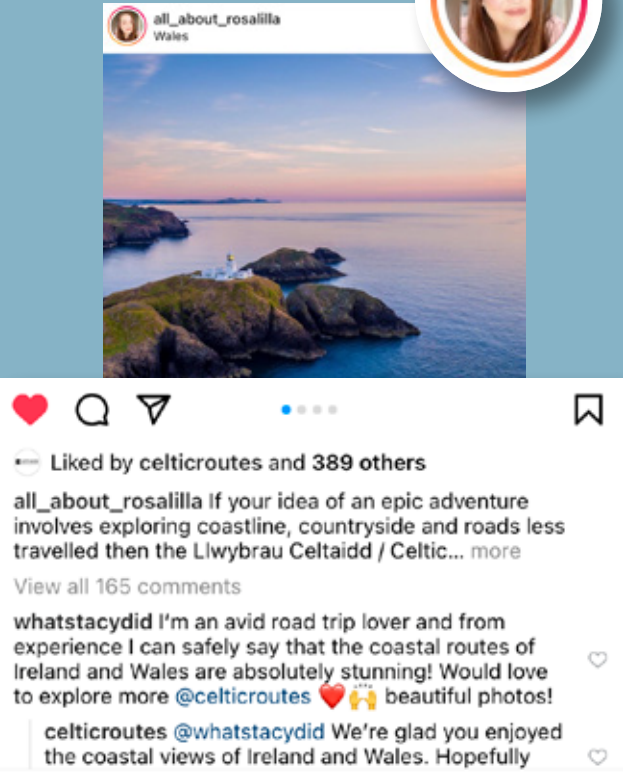 all_about_rosalilla
Wales
Liked by celticroutes and 389 others
all_about_rosalilla If your idea of an epic adventure
involves exploring coastline, countryside and roads less
travelled then the Llwybrau Celtaidd / Celtic... more
View all 165 comments
whatstacydid I'm an avid road trip lover and from
experience I can safely say that the coastal routes of
Ireland and Wales are absolutely stunning! Would love
to explore more @celticroutes ❤️🙌 beautiful photos!
celticroutes @whatstacydid We're glad you enjoyed
the coastal views of Ireland and Wales. Hopefully